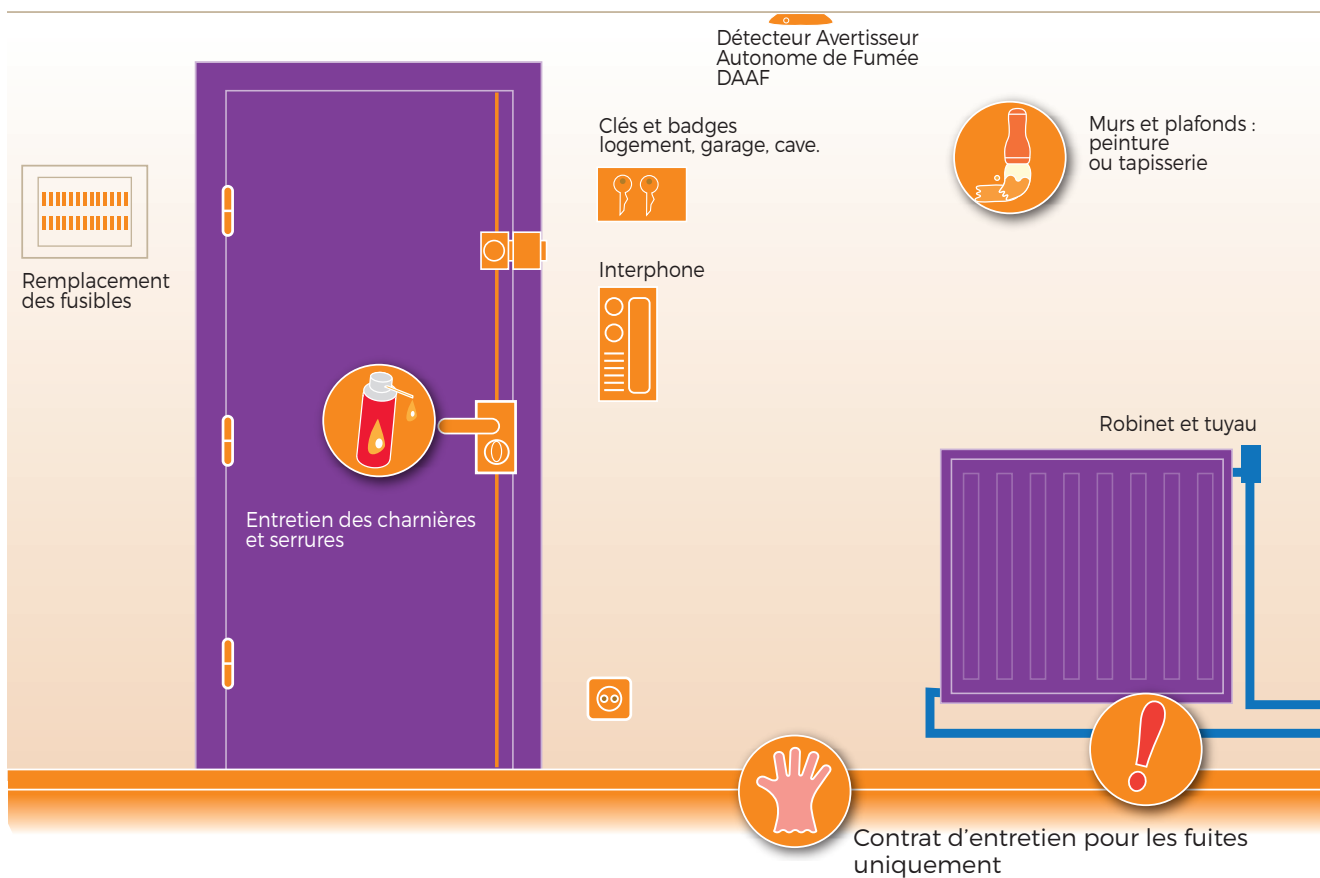 Détecteur Avertisseur
Autonome de Fumée
DAAF
Clés et badges
logement, garage, cave.
Murs et plafonds :
peinture
ou tapisserie
Remplacement
des fusibles
Interphone
Robinet et tuyau
Entretien des charnières
et serrures
Contrat d’entretien pour les fuites
uniquement